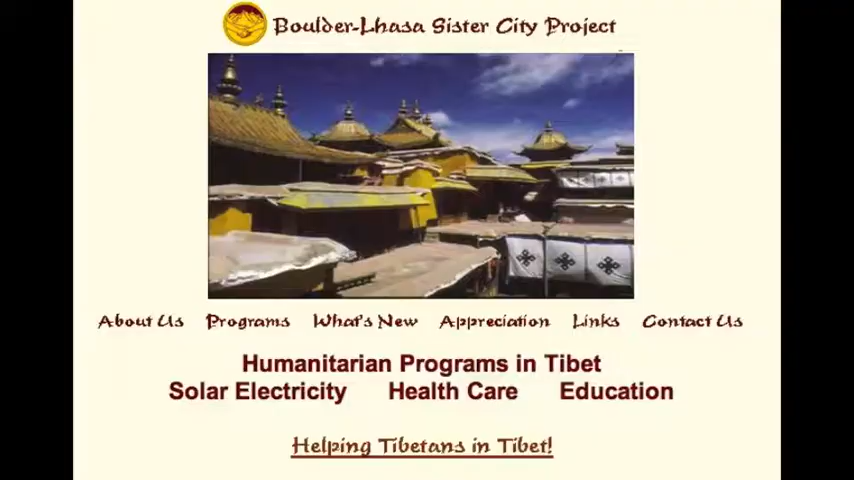 Boulder-Lhasa Sister City Project
About Us Programs What's New Appreciation Links Contact Us
Humanitarian Programs in Tibet
Solar Electricity Health Care Education
Helping Tibetans in Tibet!